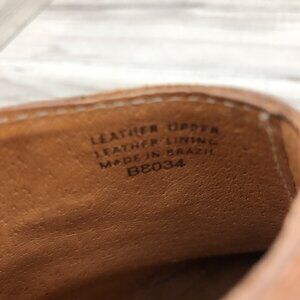 LEATHER UPPER
LEATHER LINING
MADE IN BRAZIL
B8034